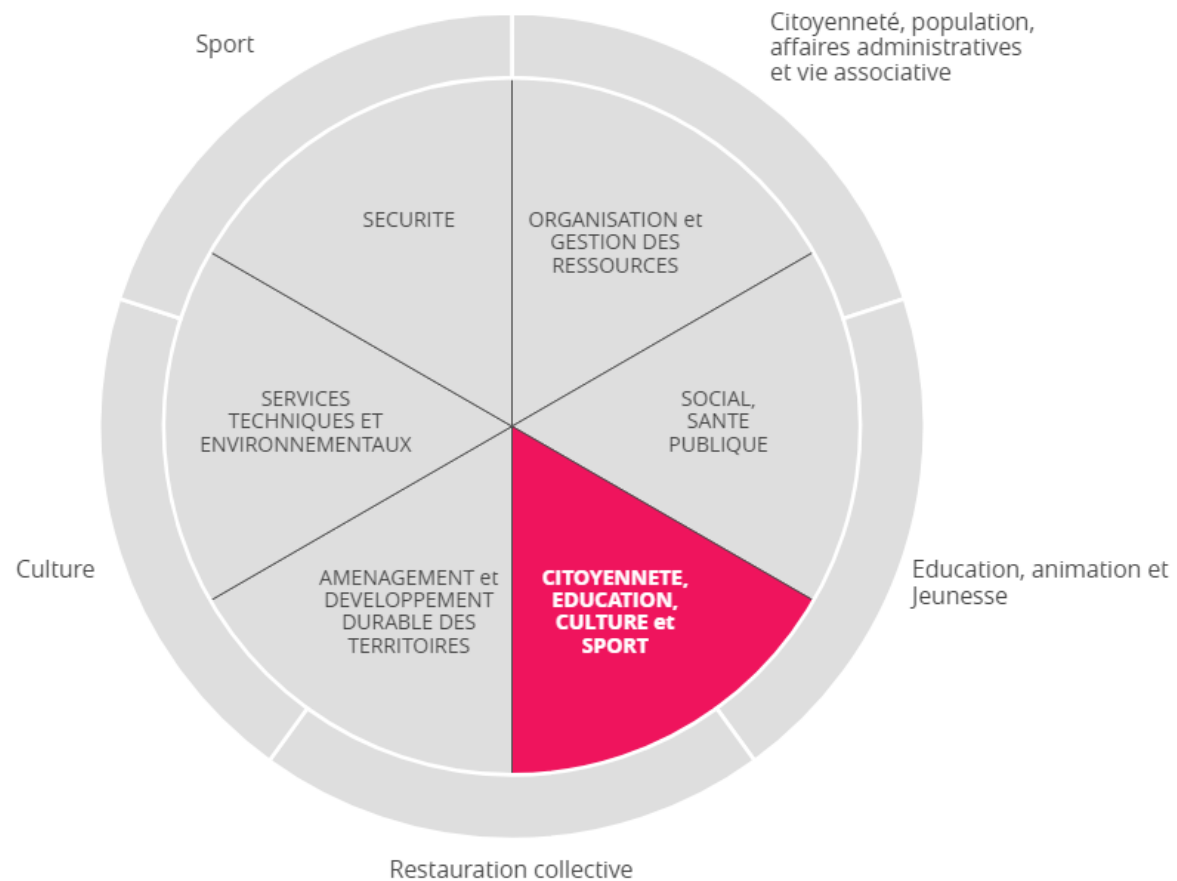 Sport
Citoyenneté, population,
affaires administratives
et vie associative
SECURITE
ORGANISATION et
GESTION DES
RESSOURCES
SERVICES
TECHNIQUES ET
ENVIRONNEMENTAUX
SOCIAL,
SANTE
PUBLIQUE
Culture
AMENAGEMENT et
DEVELOPPEMENT
DURABLE DES
TERRITOIRES
CITOYENNETE,
EDUCATION,
CULTURE et
SPORT
Education, animation et
Jeunesse
Restauration collective